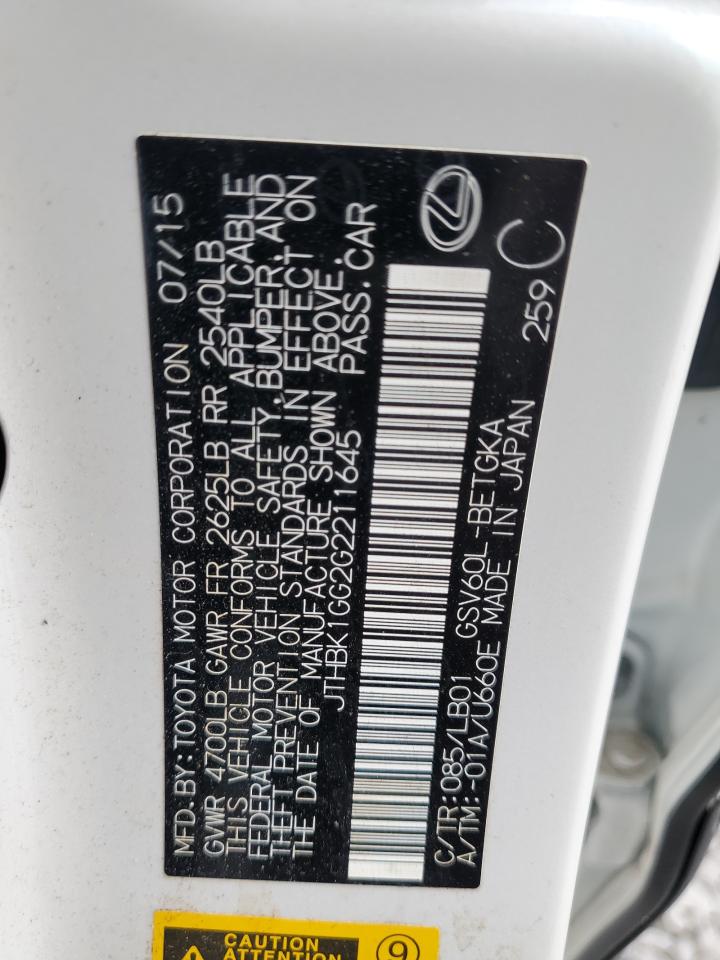 MFD.BY:TOYOTA MOTOR CORPORATION 07/15
GVWR 4700LB GAWR FR 2625LB RR 2540LB
THIS VEHICLE CONFORMS TO ALL APPLICABLE
FEDERAL MOTOR VEHICLE SAFETY,BUMPER,AND
THEFT PREVENTION STANDARDS IN EFFECT ON
THE DATE OF MANUFACTURE SHOWN ABOVE.
JTHBK1GG2G2211645 PASS.CAR
C/TR:085/LB01 GSV60L-BETGKA
A/TM:-01A/U660E MADE IN JAPAN 259 C
CAUTION 9
ATTENTION